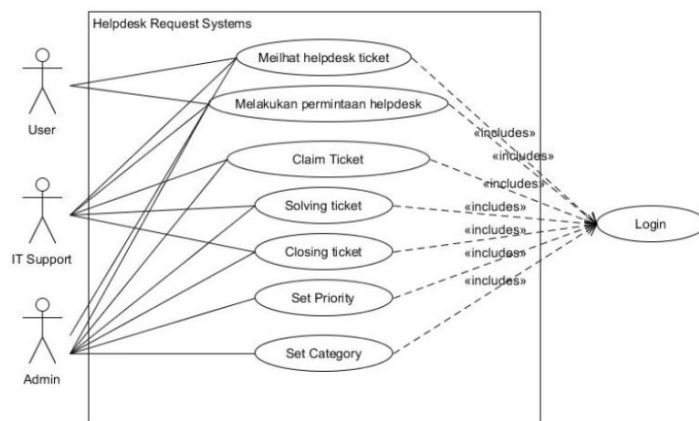 Helpdesk Request Systems
Meilhat helpdesk ticket
User
Melakukan permintaan helpdesk
«includes»
«includes»
Claim Ticket
«includes»
IT Support
Solving ticket
«includes»
Login
Closing ticket
«includes»
«includes»
Set Priority
«includes»
Admin
Set Category